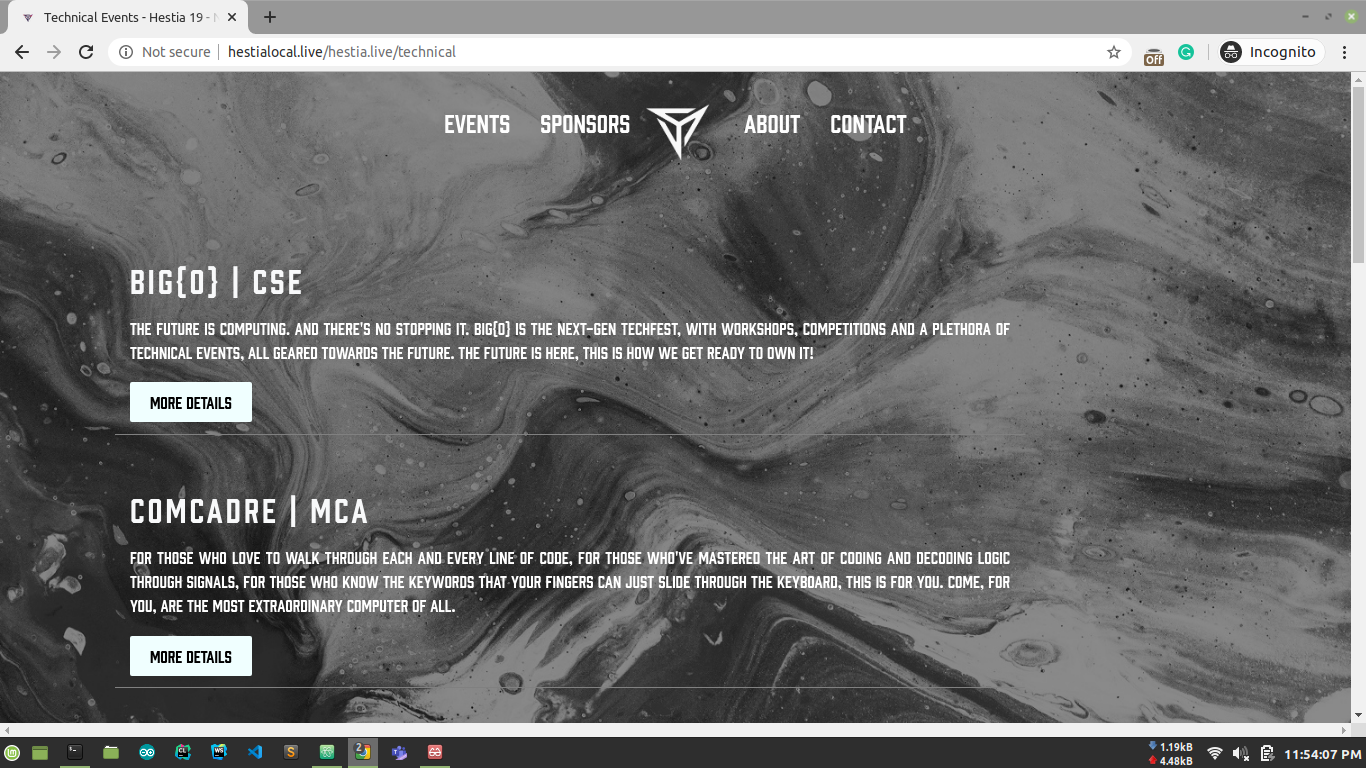 Technical Events - Hestia 19 - N
Not secure
hestialocal.live/hestia.live/technical
Off
Incognito
EVENTS SPONSORS ABOUT CONTACT
BIG{O} | CSE
THE FUTURE IS COMPUTING. AND THERE'S NO STOPPING IT. BIG{O} IS THE NEXT-GEN TECHFEST, WITH WORKSHOPS, COMPETITIONS AND A PLETHORA OF
TECHNICAL EVENTS, ALL GEARED TOWARDS THE FUTURE. THE FUTURE IS HERE, THIS IS HOW WE GET READY TO OWN IT!
MORE DETAILS
COMCADRE | MCA
FOR THOSE WHO LOVE TO WALK THROUGH EACH AND EVERY LINE OF CODE, FOR THOSE WHO'VE MASTERED THE ART OF CODING AND DECODING LOGIC
THROUGH SIGNALS, FOR THOSE WHO KNOW THE KEYWORDS THAT YOUR FINGERS CAN JUST SLIDE THROUGH THE KEYBOARD, THIS IS FOR YOU. COME, FOR
YOU, ARE THE MOST EXTRAORDINARY COMPUTER OF ALL.
MORE DETAILS
CL
WS
S
2
1.19kB
4.48kB
11:54:07 PM